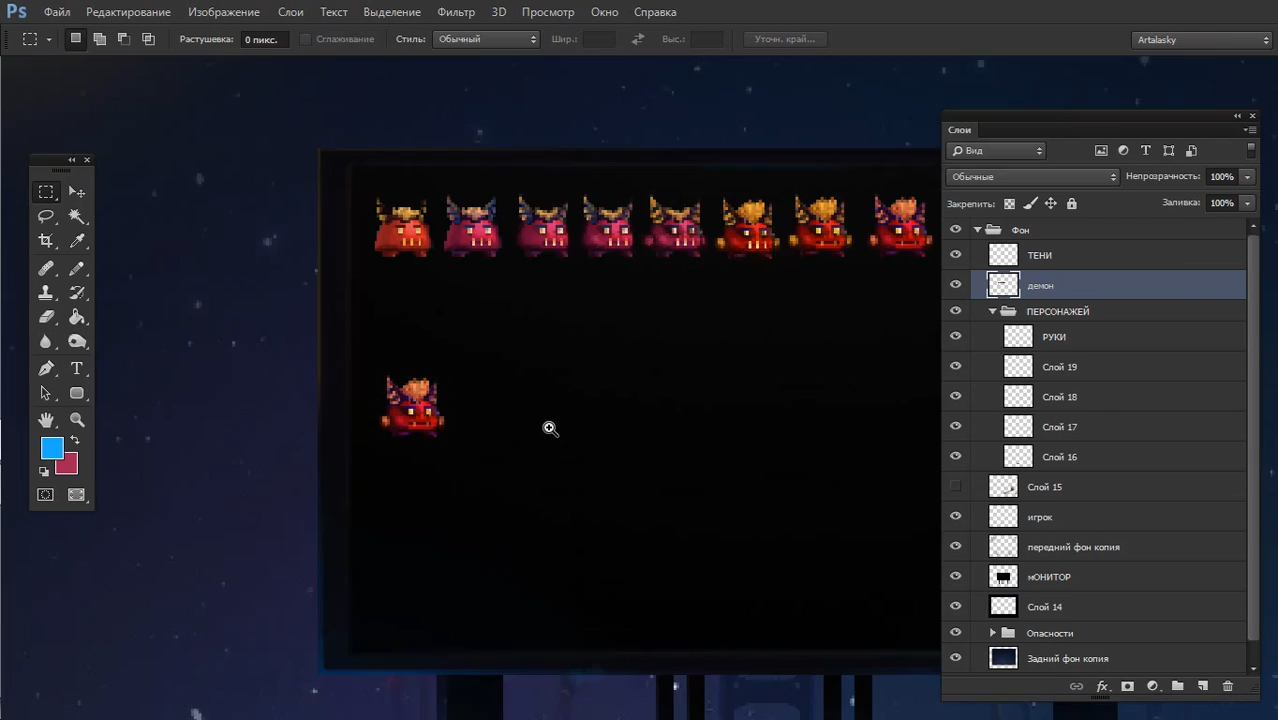 Ps Файл Редактирование Изображение Слои Текст Выделение Фильтр 3D Просмотр Окно Справка
Растушевка: 0 пикс. Сглаживание Стиль: Обычный Шир.: Выс.: Уточн. край... Artalasky
Слои
Вид
Обычные Непрозрачность: 100%
Закрепить: Заливка: 100%
Фон
ТЕНИ
демон
ПЕРСОНАЖЕЙ
РУКИ
Слой 19
Слой 18
Слой 17
Слой 16
Слой 15
игрок
передний фон копия
мОНИТОР
Слой 14
Опасности
Задний фон копия
fx